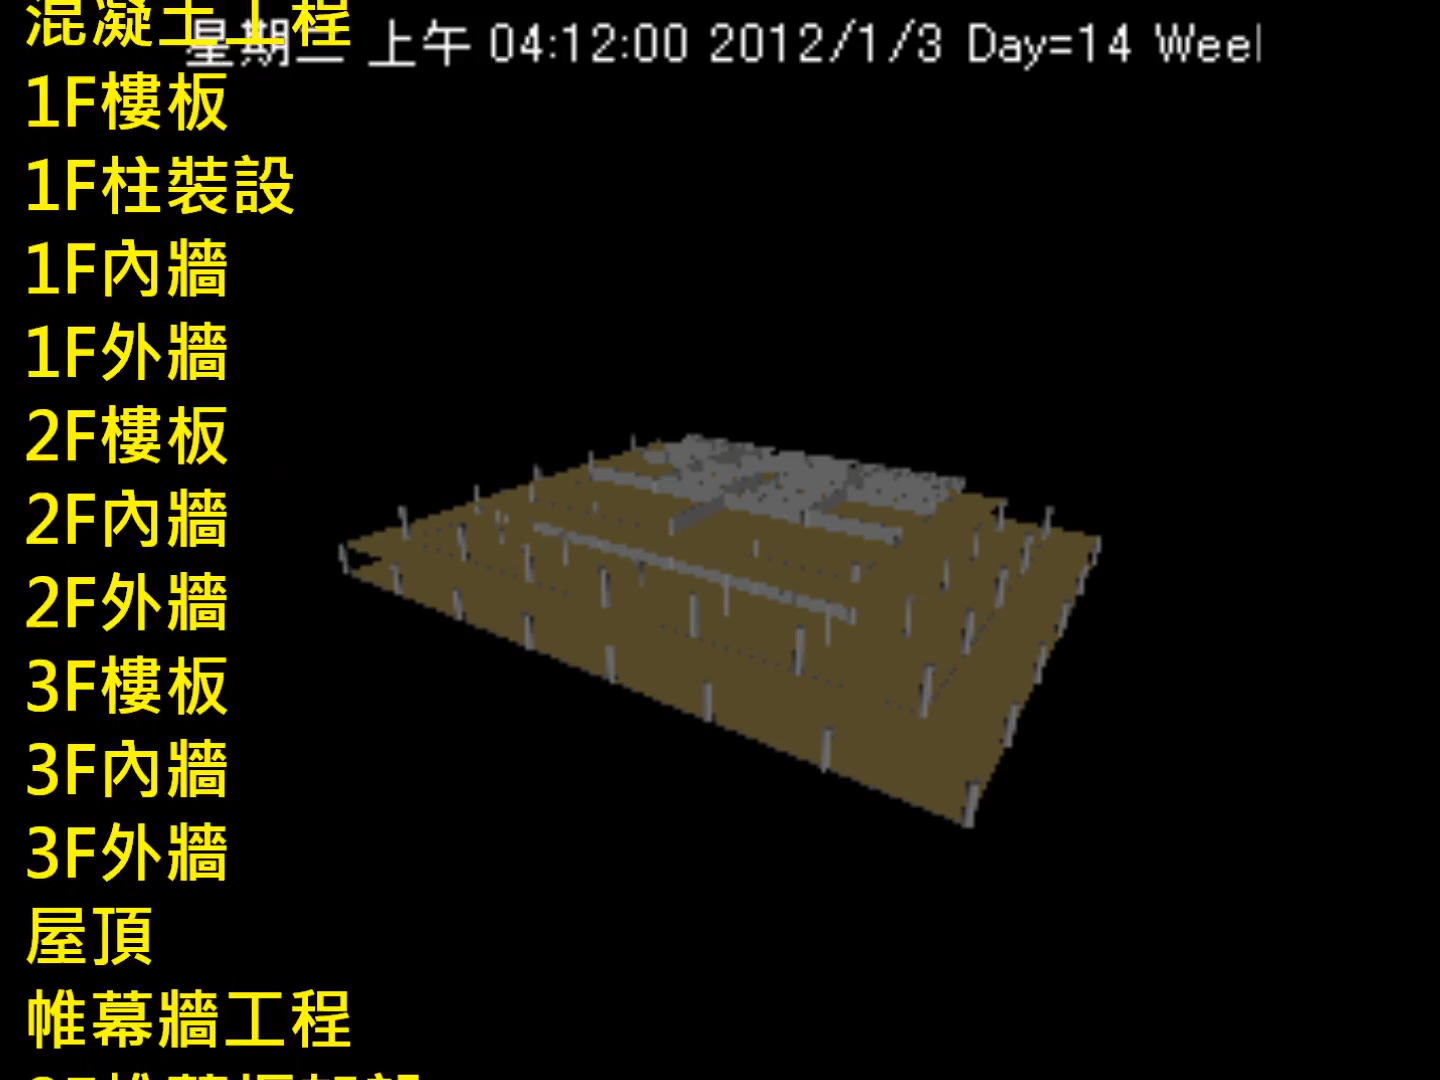 混凝土工程
星期二 上午 04:12:00 2012/1/3 Day=14 Week
1F樓板
1F柱裝設
1F內牆
1F外牆
2F樓板
2F內牆
2F外牆
3F樓板
3F內牆
3F外牆
屋頂
帷幕牆工程